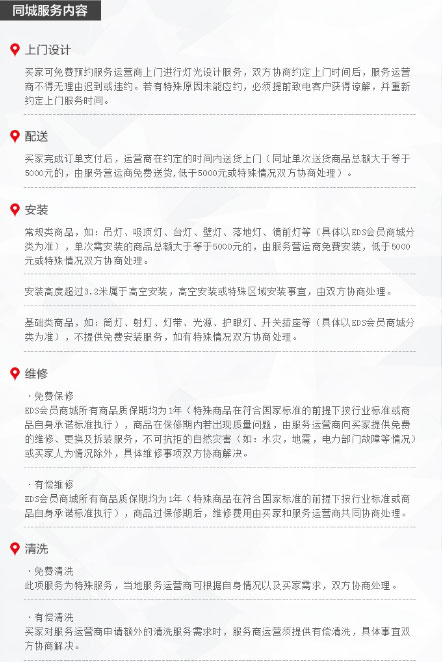 同城服务内容
上门设计
买家可免费预约服务运营商上门进行灯光设计服务，双方协商约定上门时间后，服务运营
商不得无理由迟到或违约。若有特殊原因未能应约，必须提前致电客户获得谅解，并重新
约定上门服务时间。
配送
买家完成订单支付后，运营商在约定的时间内送货上门（同址单次送货商品总额大于等于
5000元的，由服务营运商免费送货，低于5000元或特殊情况双方协商处理）。
安装
常规类商品，如：吊灯、吸顶灯、台灯、壁灯、落地灯、镜前灯等（具体以EDS会员商城分
类为准），单次需安装的商品总额大于等于5000元的，由服务营运商免费安装，低于5000
元或特殊情况双方协商处理。
安装高度超过3.2米属于高空安装，高空安装或特殊区域安装事宜，由双方协商处理。
基础类商品，如：筒灯、射灯、灯带、光源、护眼灯、开关插座等（具体以EDS会员商城分
类为准），不提供免费安装服务，如有特殊情况双方协商处理。
维修
·免费保修
EDS会员商城所有商品质保期均为1年（特殊商品在符合国家标准的前提下按行业标准或商
品自身承诺标准执行），商品在保修期内若出现质量问题，由服务运营商向买家提供免费
的维修、更换及拆装服务，不可抗拒的自然灾害（如：水灾，地震，电力部门故障等情况）
或买家人为情况除外，具体维修事项双方协商解决。
·有偿维修
EDS会员商城所有商品质保期均为1年（特殊商品在符合国家标准的前提下按行业标准或商
品自身承诺标准执行），商品过保修期后，维修费用由买家和服务运营商共同协商处理。
清洗
·免费清洗
此项服务为特殊服务，当地服务运营商可根据自身情况以及买家需求，双方协商处理。
·有偿清洗
买家对服务运营商申请额外的清洗服务需求时，服务商运营须提供有偿清洗，具体事宜双
方协商解决。